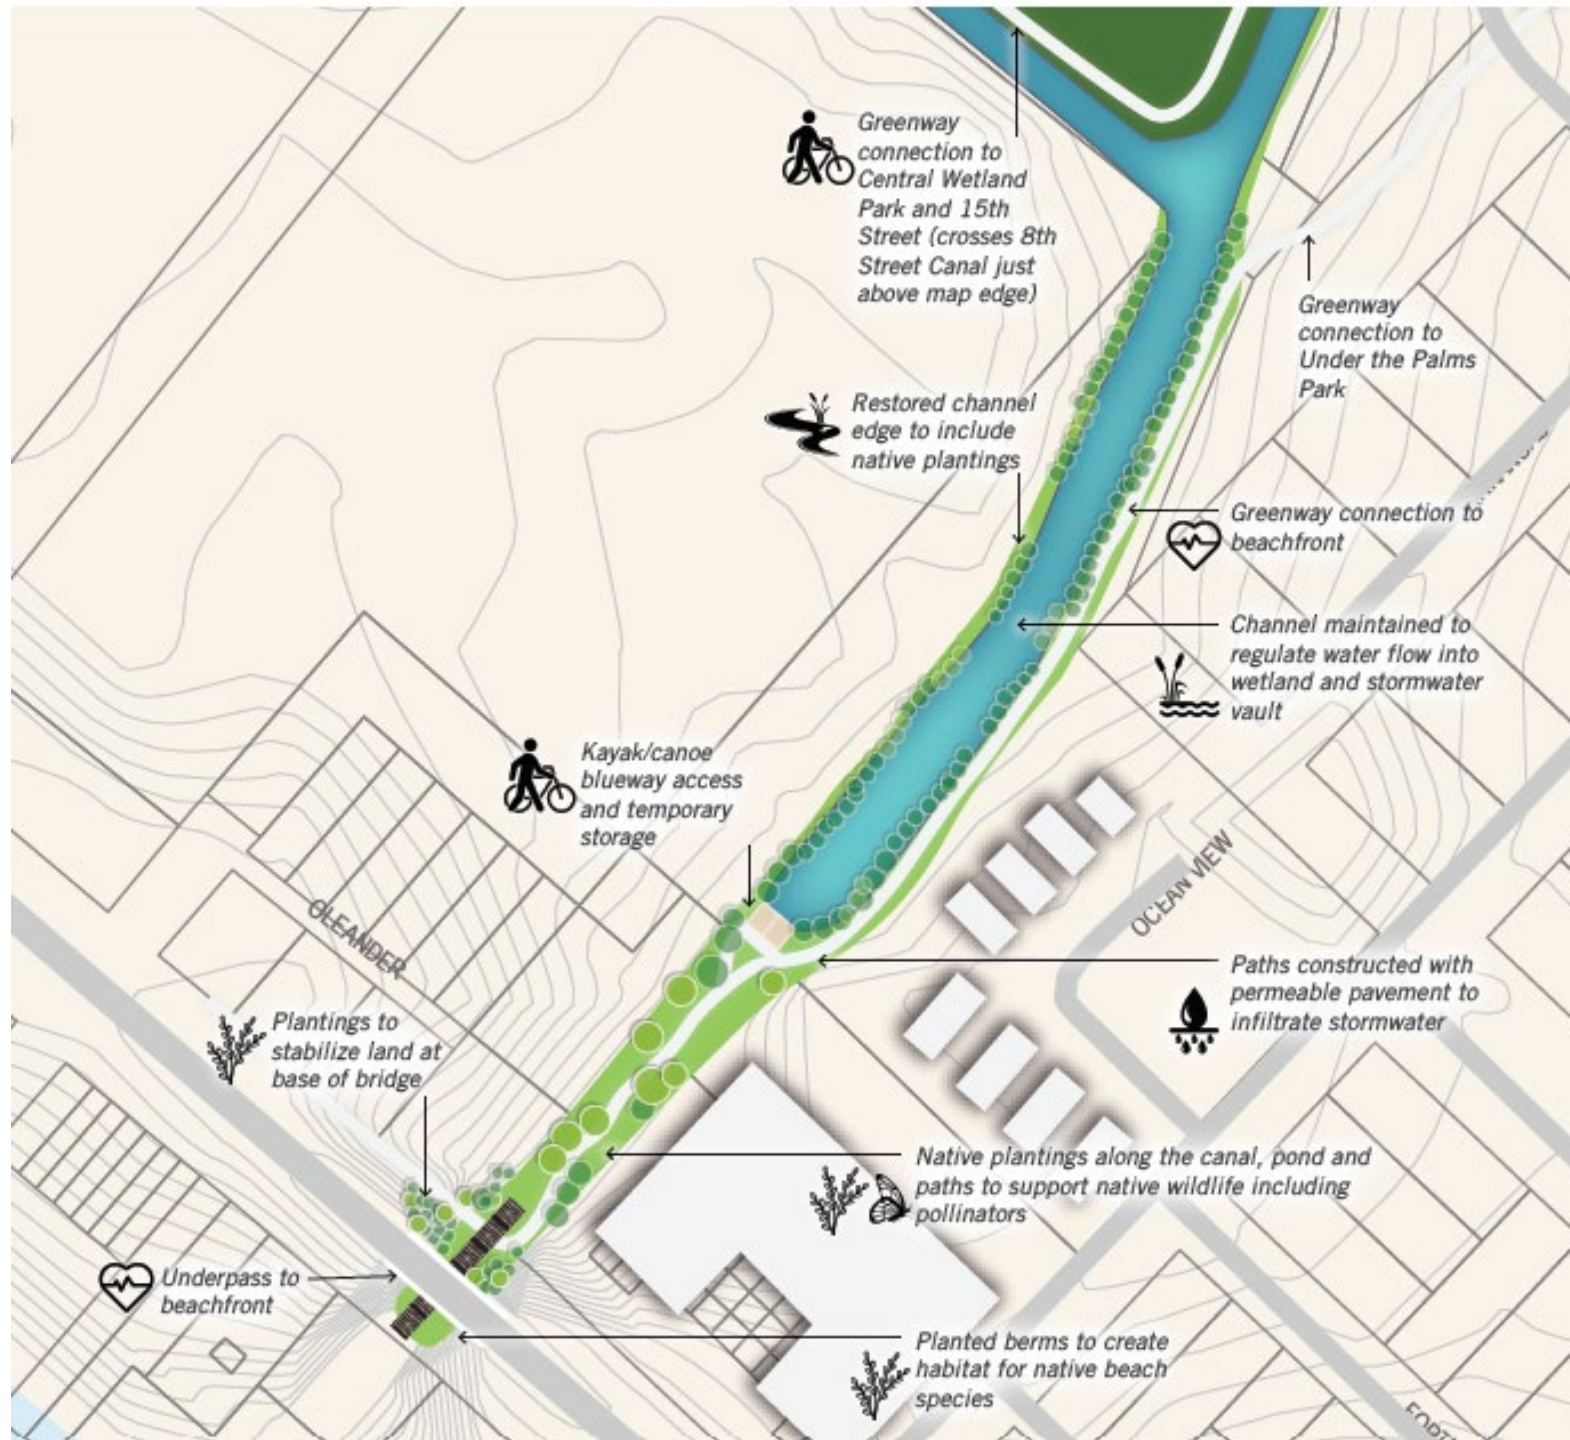 Greenway
connection to
Central Wetland
Park and 15th
Street (crosses 8th
Street Canal just
above map edge)
Greenway
connection to
Under the Palms
Park
Restored channel
edge to include
native plantings
Greenway connection to
beachfront
Channel maintained to
regulate water flow into
wetland and stormwater
vault
Kayak/canoe
blueway access
and temporary
storage
OCEAN VIEW
OLEANDER
Paths constructed with
permeable pavement to
infiltrate stormwater
Plantings to
stabilize land at
base of bridge
Native plantings along the canal, pond and
paths to support native wildlife including
pollinators
Underpass to
beachfront
Planted berms to create
habitat for native beach
species